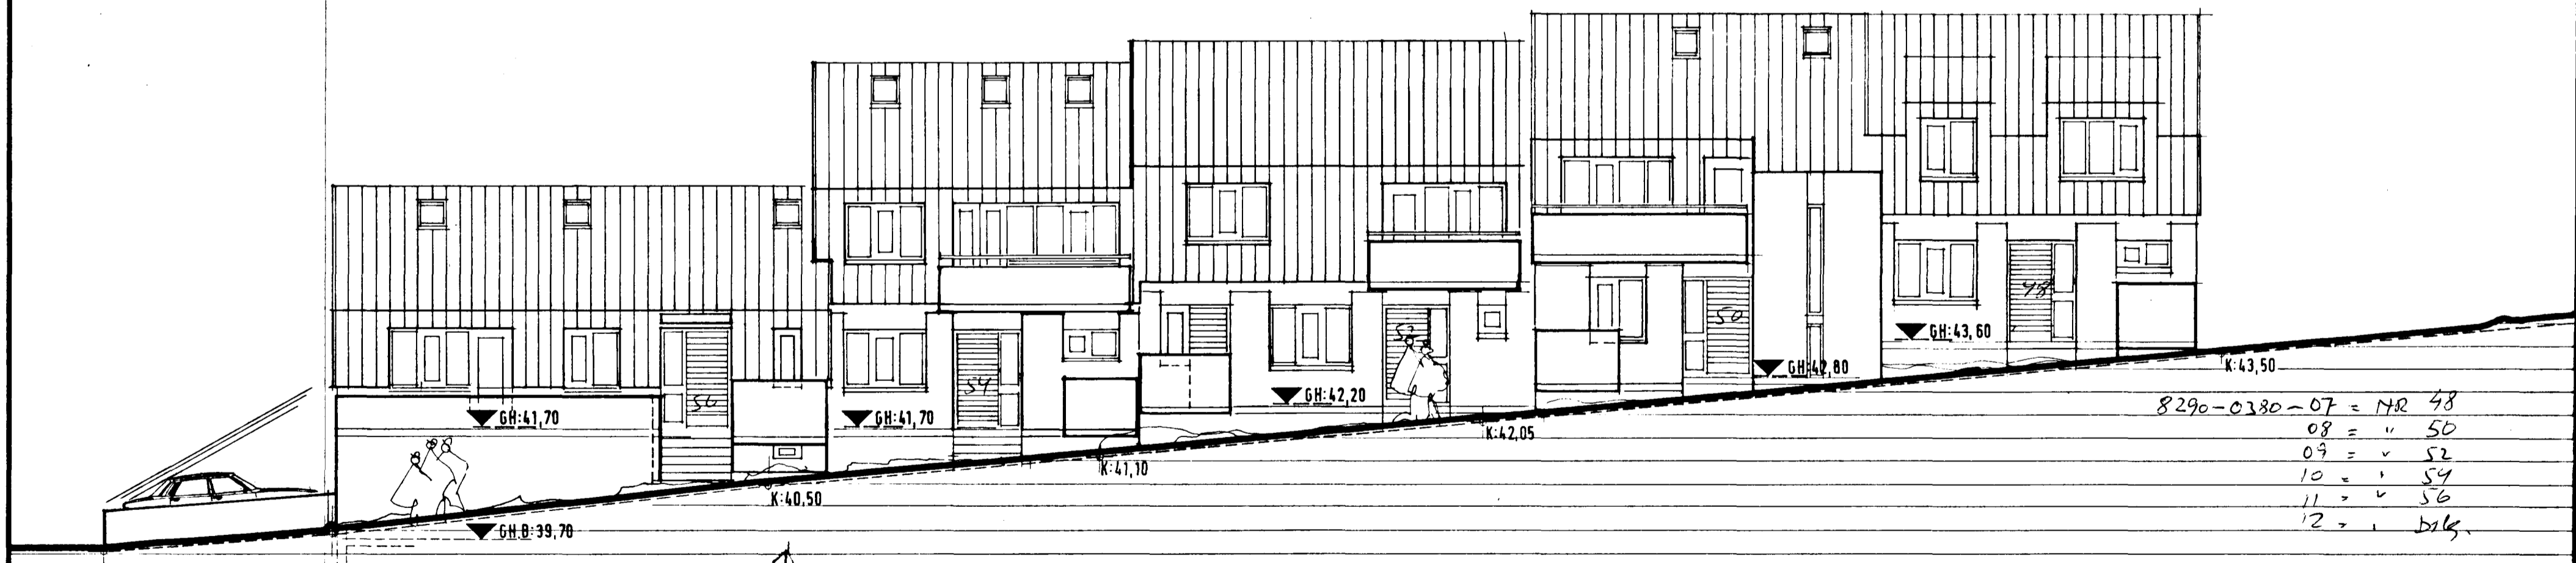 56
54
52
50
48
GH:41,70
GH:41,70
GH:42,20
GH:42,80
GH:43,60
K:43,50
K:42,05
K:41,10
K:40,50
GH.B:39,70
8290-0380-07 = NR 48
08 = " 50
09 = " 52
10 = " 54
11 = " 56
12 = "